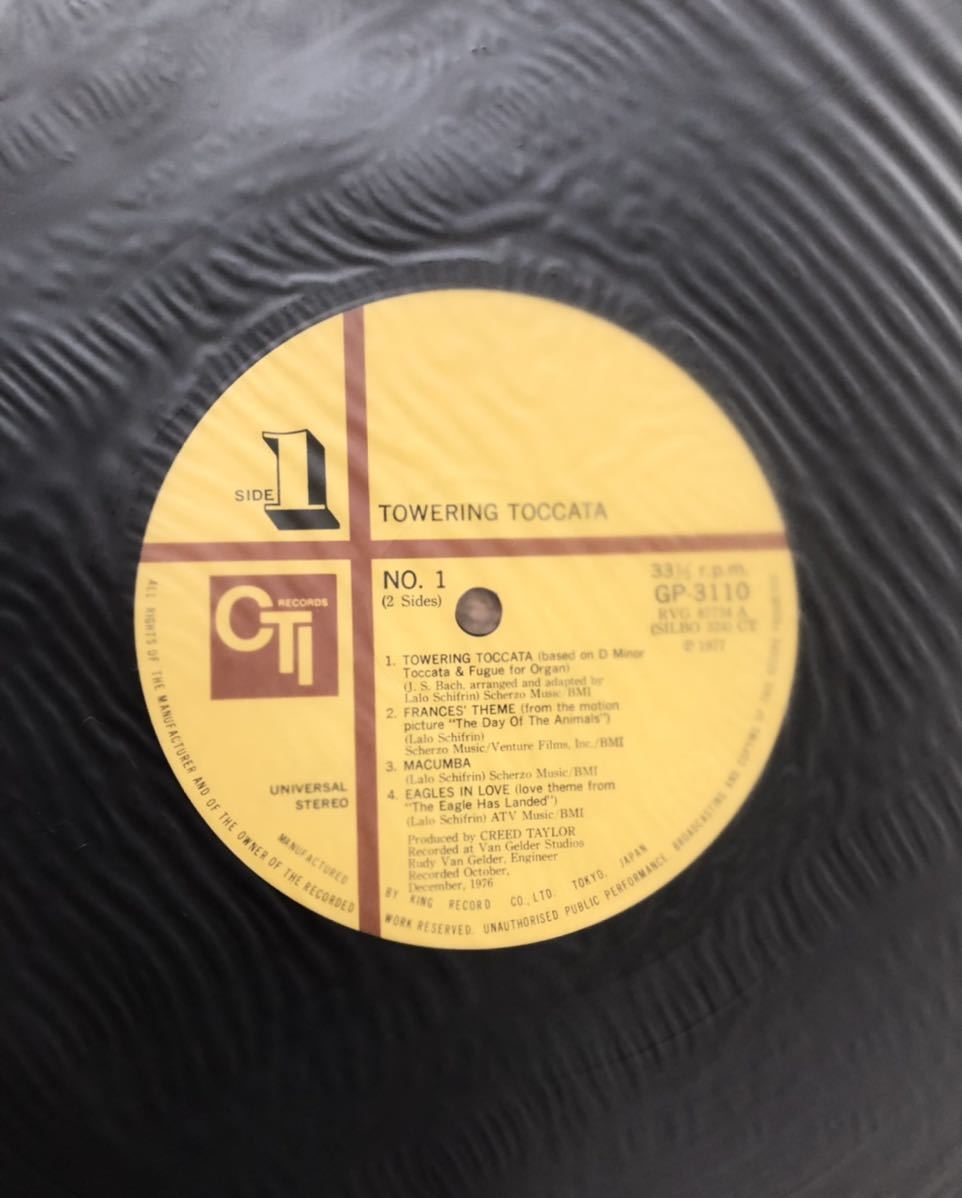 SIDE 1
TOWERING TOCCATA
CTI RECORDS
NO. 1
(2 Sides)
33⅓ r.p.m.
GP-3110
RVG 87734 A
© 1977
1. TOWERING TOCCATA (based on D Minor
Toccata & Fugue for Organ)
(J. S. Bach, arranged and adapted by
Lalo Schifrin) Scherzo Music/BMI
2. FRANCES' THEME (from the motion
picture "The Day Of The Animals")
(Lalo Schifrin)
Scherzo Music/Venture Films, Inc./BMI
3. MACUMBA
(Lalo Schifrin) Scherzo Music/BMI
4. EAGLES IN LOVE (love theme from
"The Eagle Has Landed")
(Lalo Schifrin) ATV Music/BMI
Produced by CREED TAYLOR
Recorded at Van Gelder Studios
Rudy Van Gelder, Engineer
Recorded October,
December, 1976
UNIVERSAL
STEREO
MANUFACTURED BY KING RECORD CO., LTD. TOKYO, JAPAN
ALL RIGHTS OF THE MANUFACTURER AND OF THE OWNER OF THE RECORDED WORK RESERVED. UNAUTHORISED PUBLIC PERFORMANCE BROADCASTING AND COPYING OF THIS RECORD PROHIBITED